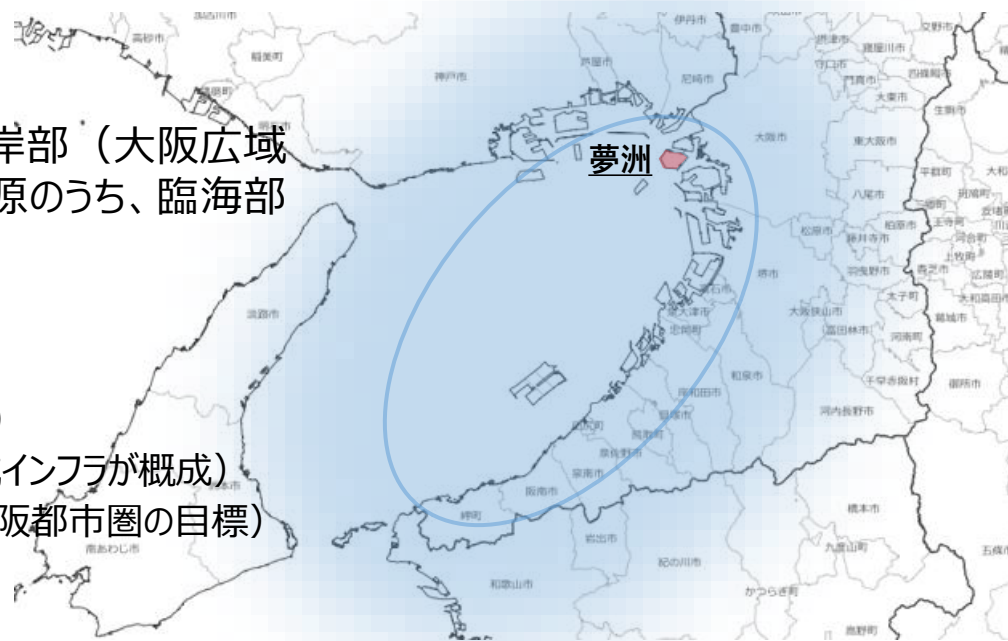 岸部（大阪広域
原のうち、臨海部
）
インフラが概成）
阪都市圏の目標）
夢洲
高砂市
稲美町
神戸市
芦屋市
尼崎市
伊丹市
豊中市
摂津市
寝屋川市
交野市
守口市
門真市
四條畷市
大東市
生駒市
大阪市
東大阪市
平群町
八尾市
斑鳩町
松原市
柏原市
王寺町
藤井寺市
河合町
上牧町
羽曳野市
香芝市
広陵町
堺市
高石市
太子町
大和高田市
泉大津市
忠岡町
大阪狭山市
富田林市
河南町
葛城市
淡路市
和泉市
千早赤阪村
御所市
岸和田市
貝塚市
河内長野市
田尻町
熊取町
泉佐野市
泉南市
阪南市
岬町
橋本市
岩出市
紀の川市
九度山町
かつらぎ町
高野町
和歌山市
南あわじ市